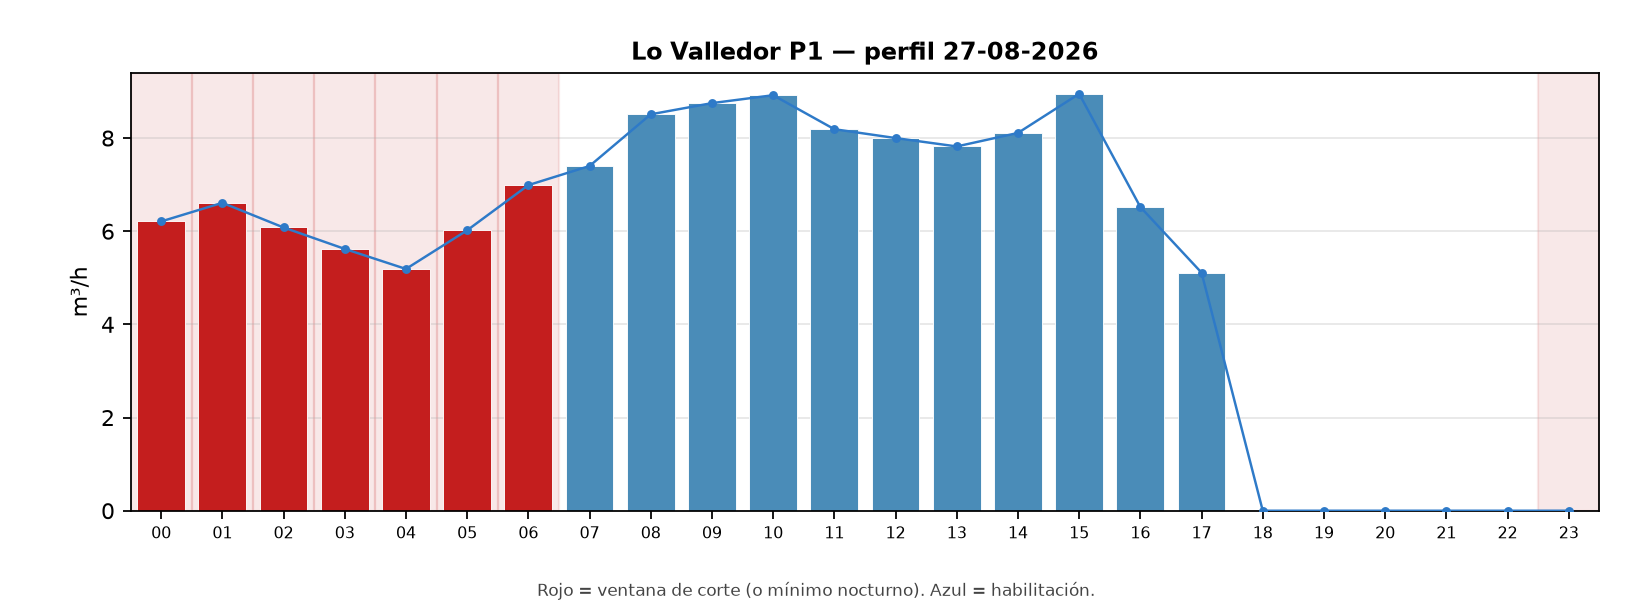 Lo Valledor P1 — perfil 27-08-2026
m³/h
8
6
4
2
0
00 01 02 03 04 05 06 07 08 09 10 11 12 13 14 15 16 17 18 19 20 21 22 23
Rojo = ventana de corte (o mínimo nocturno). Azul = habilitación.